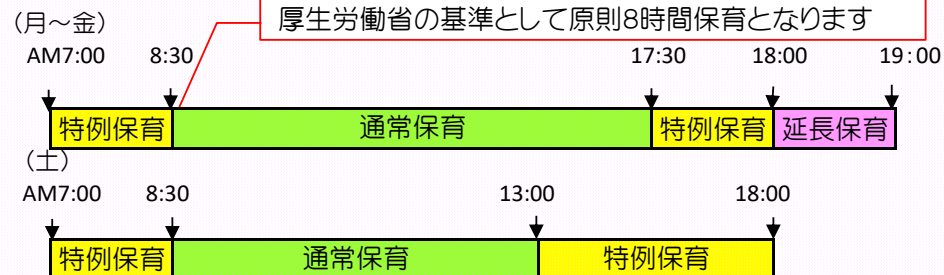 厚生労働省の基準として原則8時間保育となります
(月~金)
AM7:00 8:30 17:30 18:00 19:00
特例保育 通常保育 特例保育 延長保育
(土)
AM7:00 8:30 13:00 18:00
特例保育 通常保育 特例保育